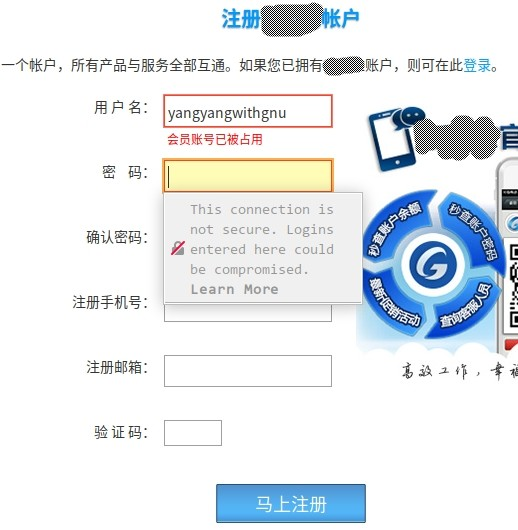 注册 帐户
一个帐户，所有产品与服务全部互通。如果您已拥有 账户，则可在此登录。
用 户 名： yangyangwithgnu
会员账号已被占用
密 码：
This connection is
not secure. Logins
entered here could
be compromised.
Learn More
确认密码：
注册手机号：
注册邮箱：
验 证 码：
马上注册
官
秒查账户余额
秒查账户密码
最新促销活动
查询客服人员
高效工作，幸福